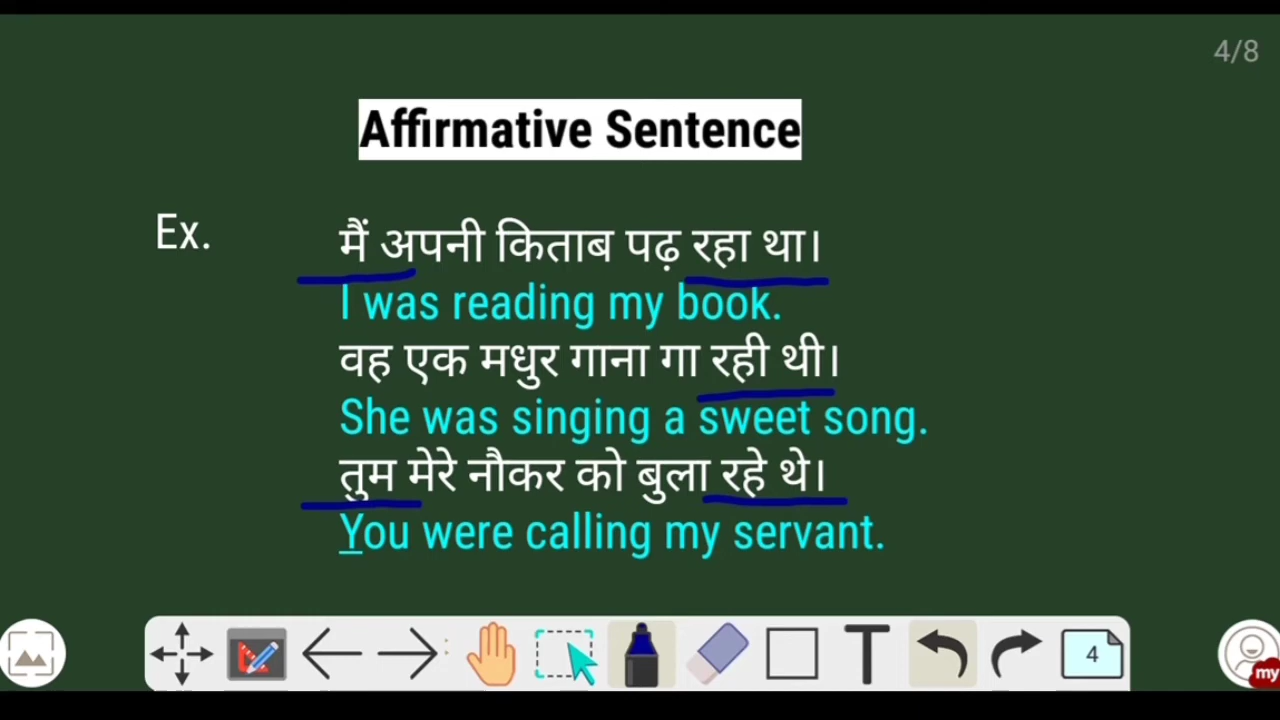 4/8
Affirmative Sentence
Ex.
मैं अपनी किताब पढ़ रहा था।
I was reading my book.
वह एक मधुर गाना गा रही थी।
She was singing a sweet song.
तुम मेरे नौकर को बुला रहे थे।
You were calling my servant.
T
4
my